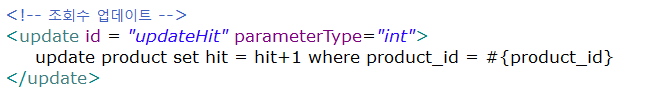 <!-- 조회수 업데이트 -->
<update id = "updateHit" parameterType="int">
update product set hit = hit+1 where product_id = #{product_id}
</update>